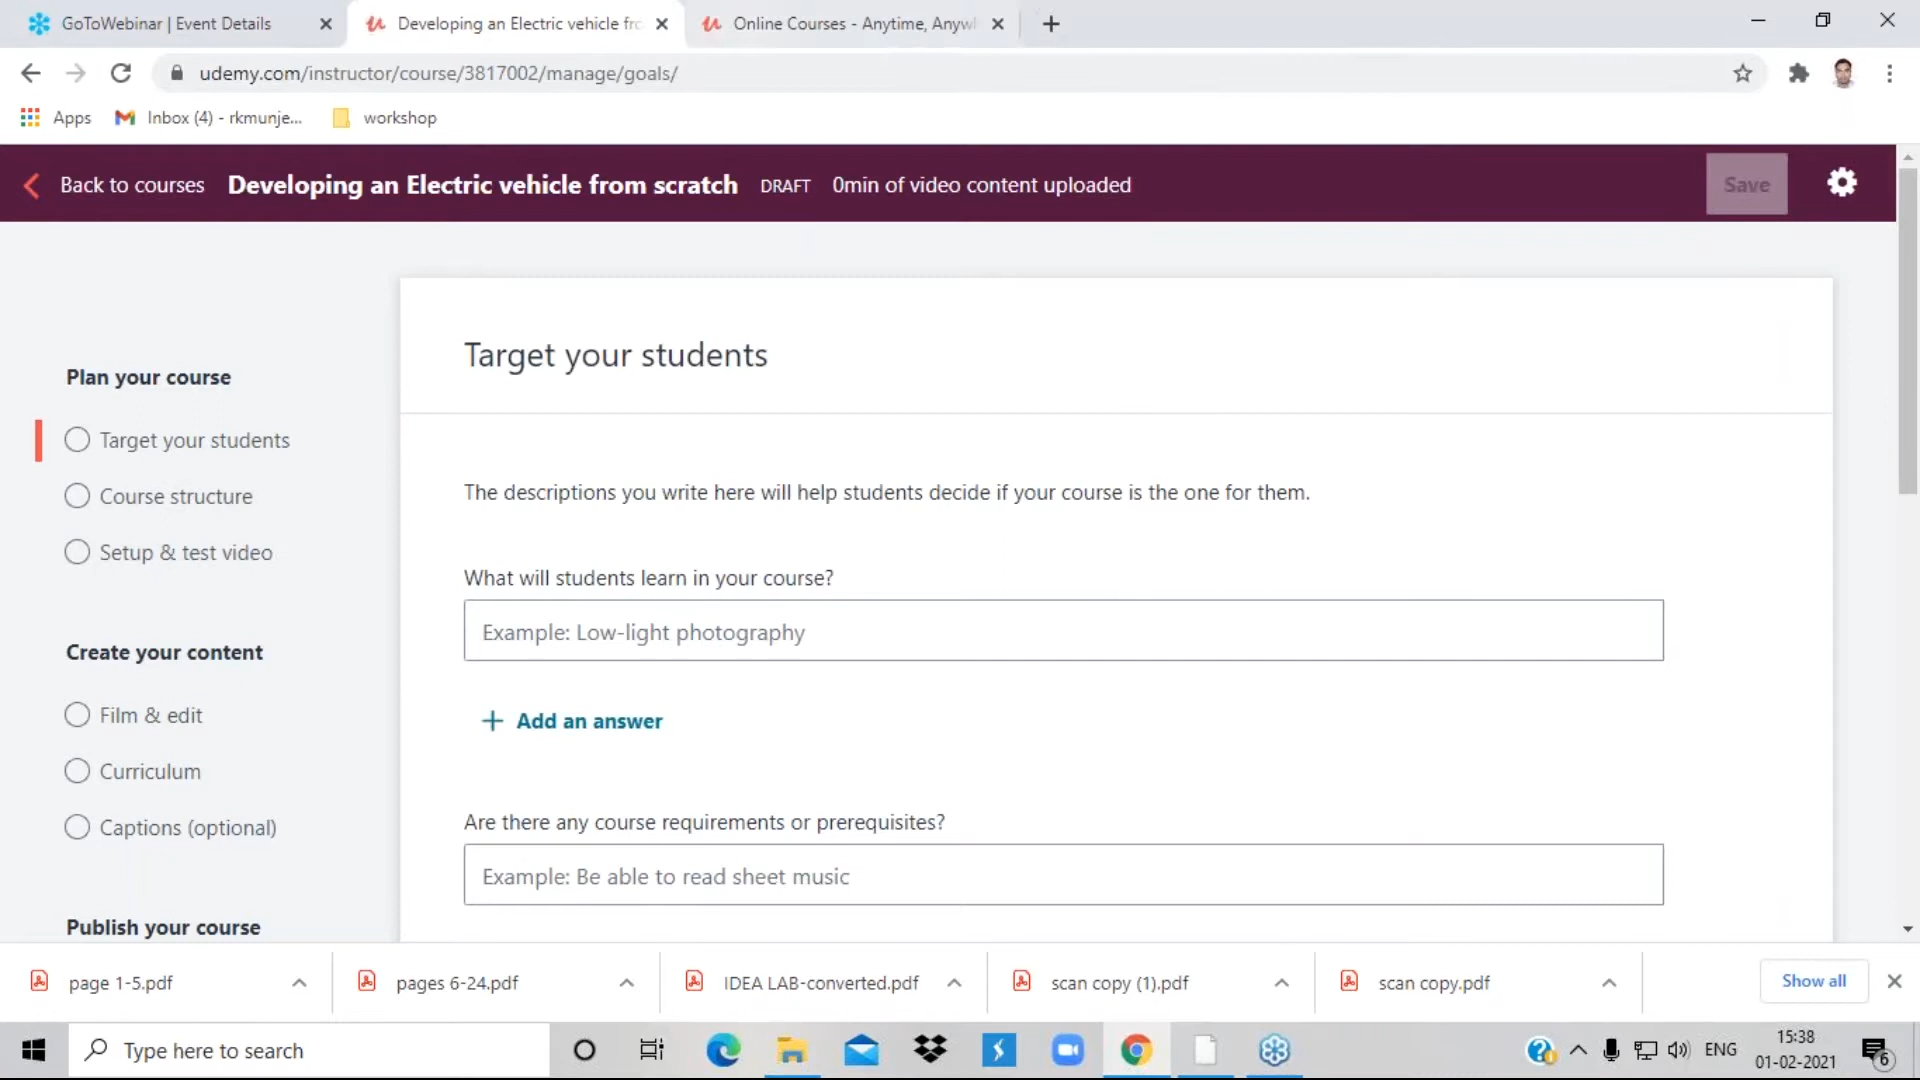 GoToWebinar | Event Details
Developing an Electric vehicle fro
Online Courses - Anytime, Anyw
udemy.com/instructor/course/3817002/manage/goals/
Apps
Inbox (4) - rkmunje...
workshop
Back to courses
Developing an Electric vehicle from scratch
DRAFT
0min of video content uploaded
Save
Target your students
Plan your course
Target your students
Course structure
Setup & test video
The descriptions you write here will help students decide if your course is the one for them.
What will students learn in your course?
Example: Low-light photography
Add an answer
Create your content
Film & edit
Curriculum
Captions (optional)
Are there any course requirements or prerequisites?
Example: Be able to read sheet music
Publish your course
page 1-5.pdf
pages 6-24.pdf
IDEA LAB-converted.pdf
scan copy (1).pdf
scan copy.pdf
Show all
Type here to search
ENG
15:38
01-02-2021
6